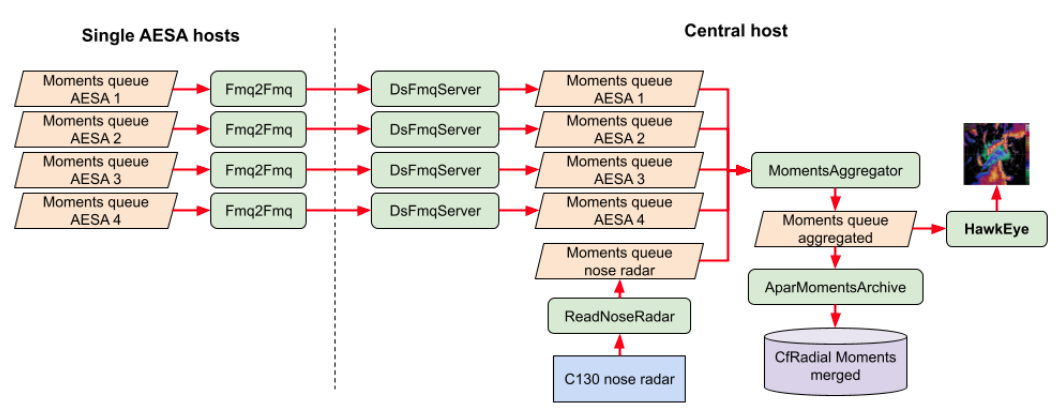 Single AESA hosts
Central host
Moments queue
AESA 1
Fmq2Fmq
DsFmqServer
Moments queue
AESA 1
Moments queue
AESA 2
Fmq2Fmq
DsFmqServer
Moments queue
AESA 2
Moments queue
AESA 3
Fmq2Fmq
DsFmqServer
Moments queue
AESA 3
Moments queue
AESA 4
Fmq2Fmq
DsFmqServer
Moments queue
AESA 4
Moments queue
nose radar
ReadNoseRadar
C130 nose radar
MomentsAggregator
Moments queue
aggregated
HawkEye
AparMomentsArchive
CfRadial Moments
merged